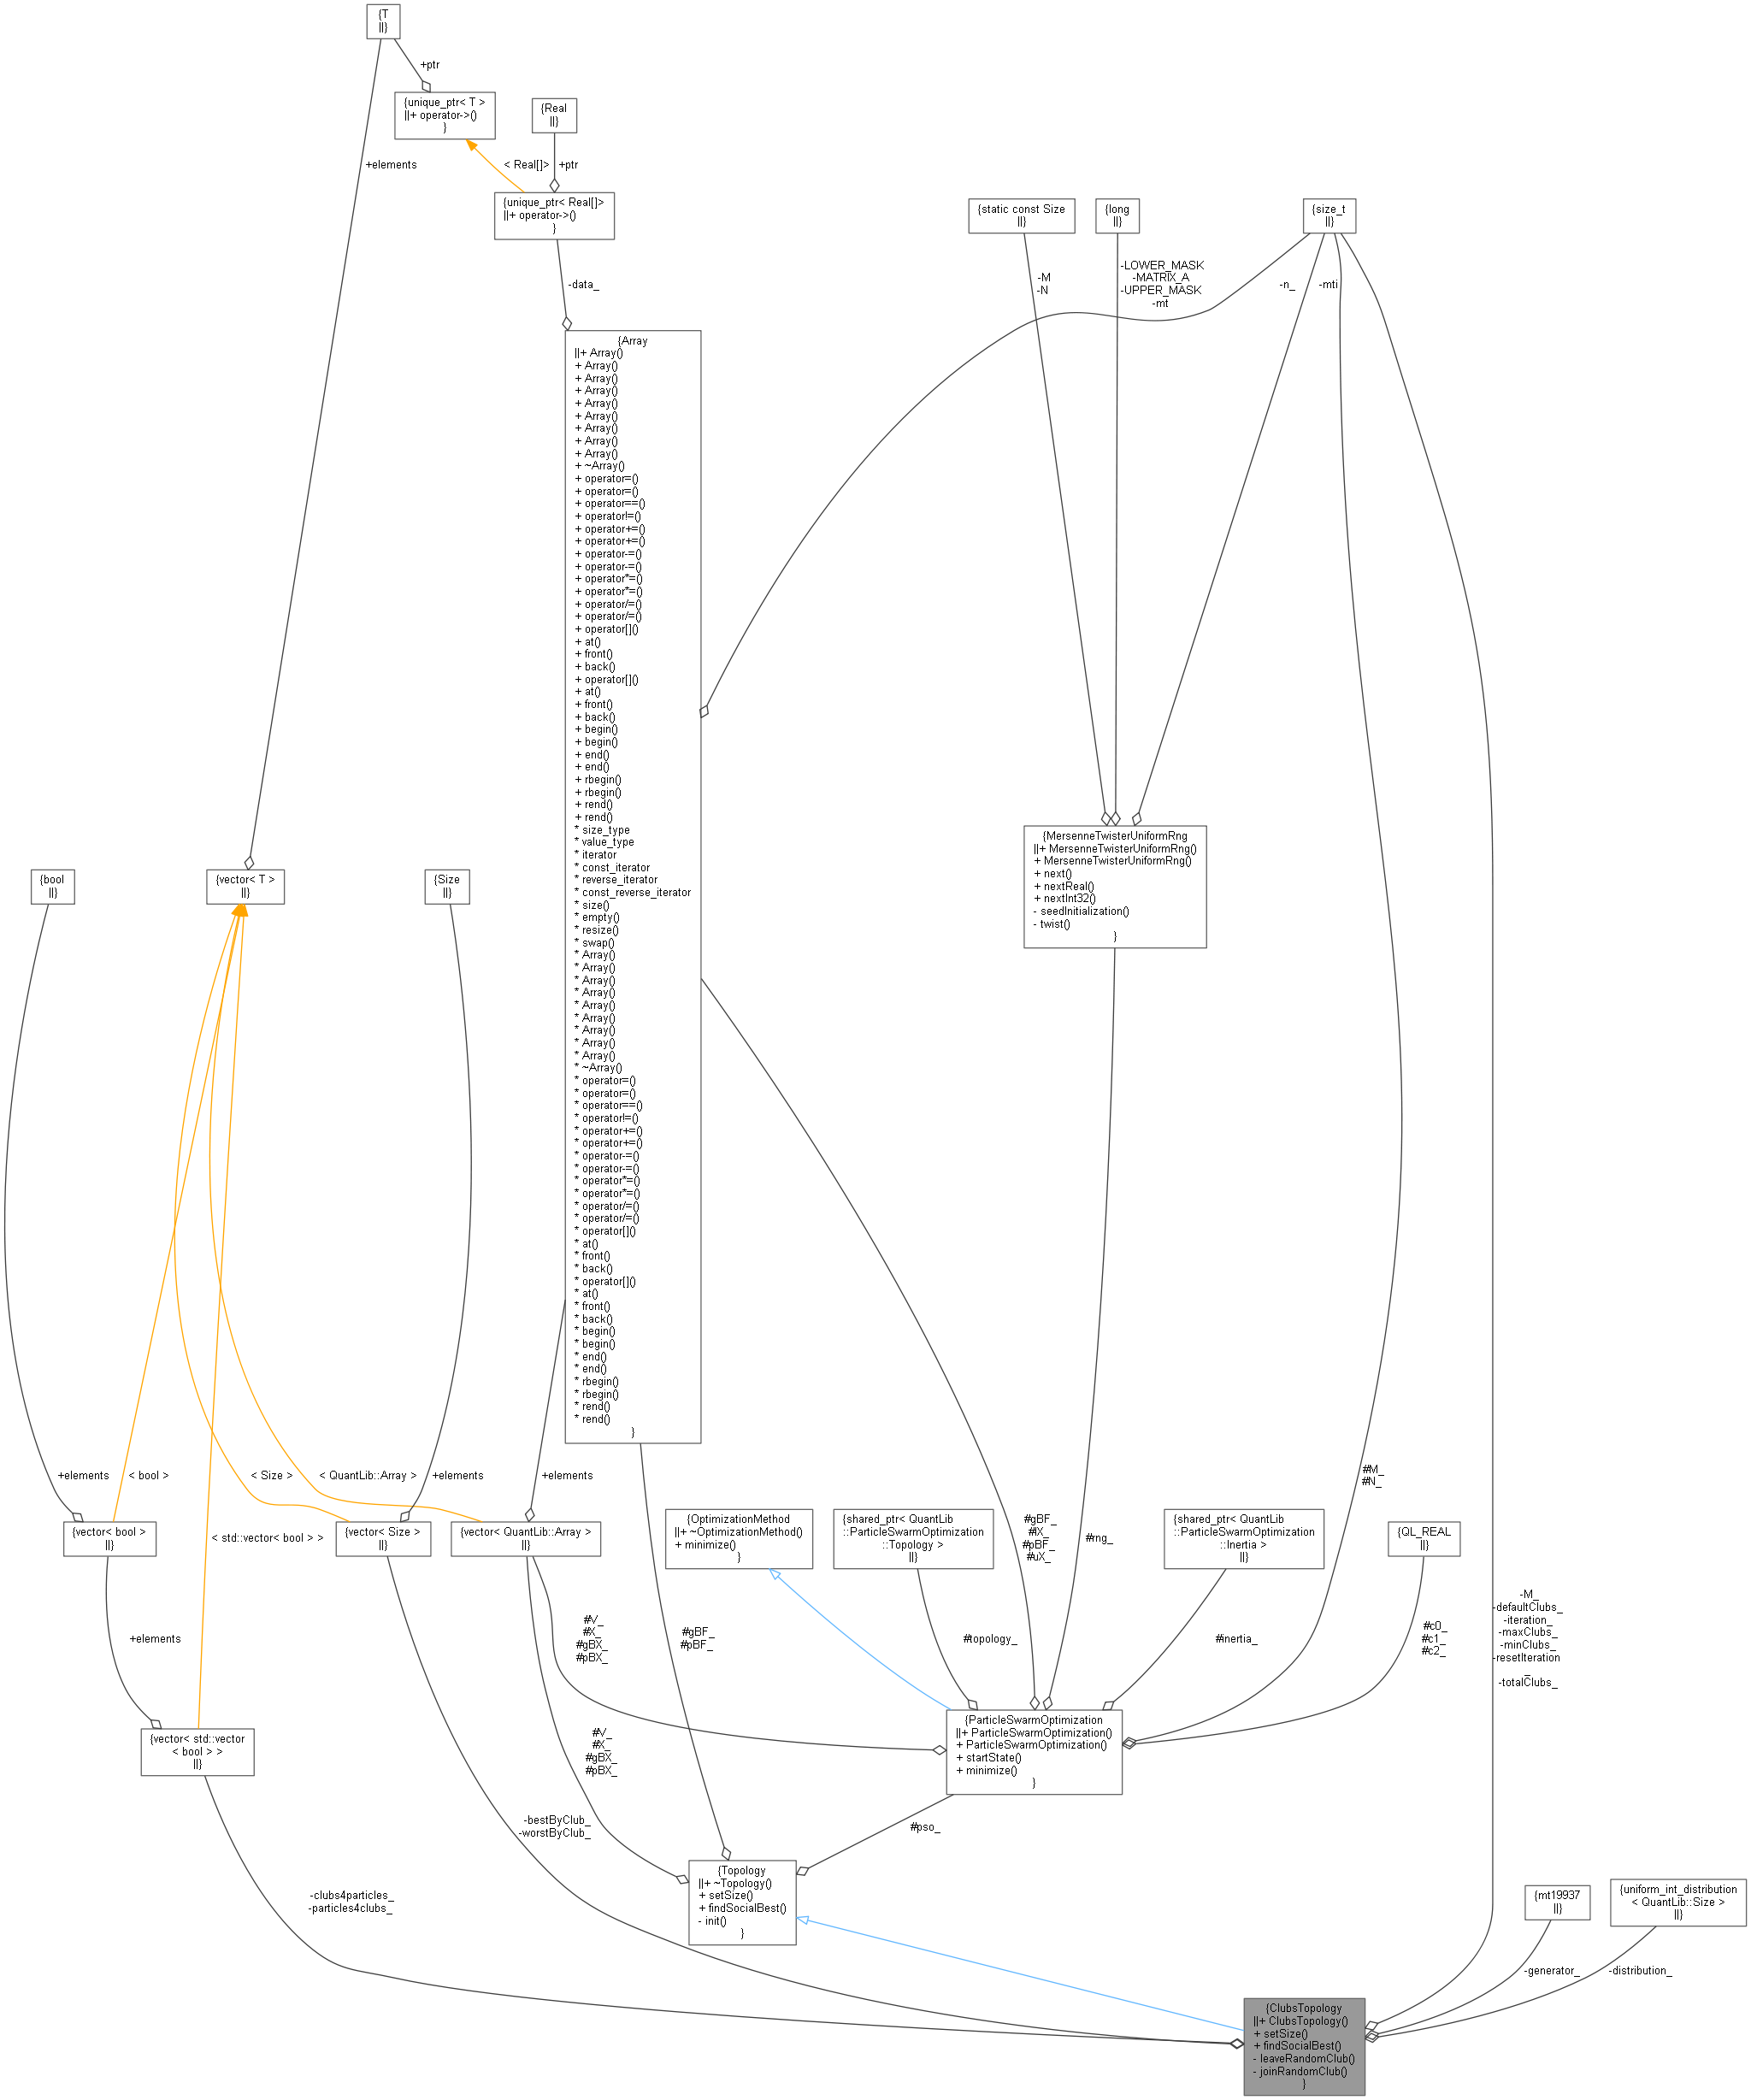 {T
||}
+ptr
{unique_ptr< T >
||+ operator->()
}
{Real
||}
+elements
< Real[]>
+ptr
{unique_ptr< Real[]>
||+ operator->()
}
{static const Size
||}
{long
||}
{size_t
||}
-data_
-M
-N
-LOWER_MASK
-MATRIX_A
-UPPER_MASK
-mt
-n_
-mti
{Array
||+ Array()
+ Array()
+ Array()
+ Array()
+ Array()
+ Array()
+ Array()
+ Array()
+ Array()
+ ~Array()
+ operator=()
+ operator=()
+ operator==()
+ operator!=()
+ operator+=()
+ operator+=()
+ operator-=()
+ operator-=()
+ operator*=()
+ operator*=()
+ operator/=()
+ operator/=()
+ operator[]()
+ at()
+ front()
+ back()
+ operator[]()
+ at()
+ front()
+ back()
+ begin()
+ begin()
+ end()
+ end()
+ rbegin()
+ rbegin()
+ rend()
+ rend()
* size_type
* value_type
* iterator
* const_iterator
* reverse_iterator
* const_reverse_iterator
* size()
* empty()
* resize()
* swap()
* Array()
* Array()
* Array()
* Array()
* Array()
* Array()
* Array()
* Array()
* Array()
* ~Array()
* operator=()
* operator=()
* operator==()
* operator!=()
* operator+=()
* operator+=()
* operator-=()
* operator-=()
* operator*=()
* operator*=()
* operator/=()
* operator/=()
* operator[]()
* at()
* front()
* back()
* operator[]()
* at()
* front()
* back()
* begin()
* begin()
* end()
* end()
* rbegin()
* rbegin()
* rend()
* rend()
}
{MersenneTwisterUniformRng
||+ MersenneTwisterUniformRng()
+ MersenneTwisterUniformRng()
+ next()
+ nextReal()
+ nextInt32()
- seedInitialization()
- twist()
}
{bool
||}
{vector< T >
||}
{Size
||}
+elements
< bool >
< Size >
< QuantLib::Array >
+elements
+elements
#M_
#N_
{vector< bool >
||}
< std::vector< bool > >
{vector< Size >
||}
{vector< QuantLib::Array >
||}
{OptimizationMethod
||+ ~OptimizationMethod()
+ minimize()
}
{shared_ptr< QuantLib
::ParticleSwarmOptimization
::Topology >
||}
#gBF_
#lX_
#pBF_
#uX_
#rng_
{shared_ptr< QuantLib
::ParticleSwarmOptimization
::Inertia >
||}
{QL_REAL
||}
+elements
#V_
#X_
#gBX_
#pBX_
#gBF_
#pBF_
#topology_
#inertia_
#c0_
#c1_
#c2_
-M_
-defaultClubs_
-iteration_
-maxClubs_
-minClubs_
-resetIteration
_
-totalClubs_
{vector< std::vector
< bool > >
||}
#V_
#X_
#gBX_
#pBX_
{ParticleSwarmOptimization
||+ ParticleSwarmOptimization()
+ ParticleSwarmOptimization()
+ startState()
+ minimize()
}
-bestByClub_
-worstByClub_
#pso_
{Topology
||+ ~Topology()
+ setSize()
+ findSocialBest()
- init()
}
-clubs4particles_
-particles4clubs_
{mt19937
||}
{uniform_int_distribution
< QuantLib::Size >
||}
-generator_
-distribution_
{ClubsTopology
||+ ClubsTopology()
+ setSize()
+ findSocialBest()
- leaveRandomClub()
- joinRandomClub()
}